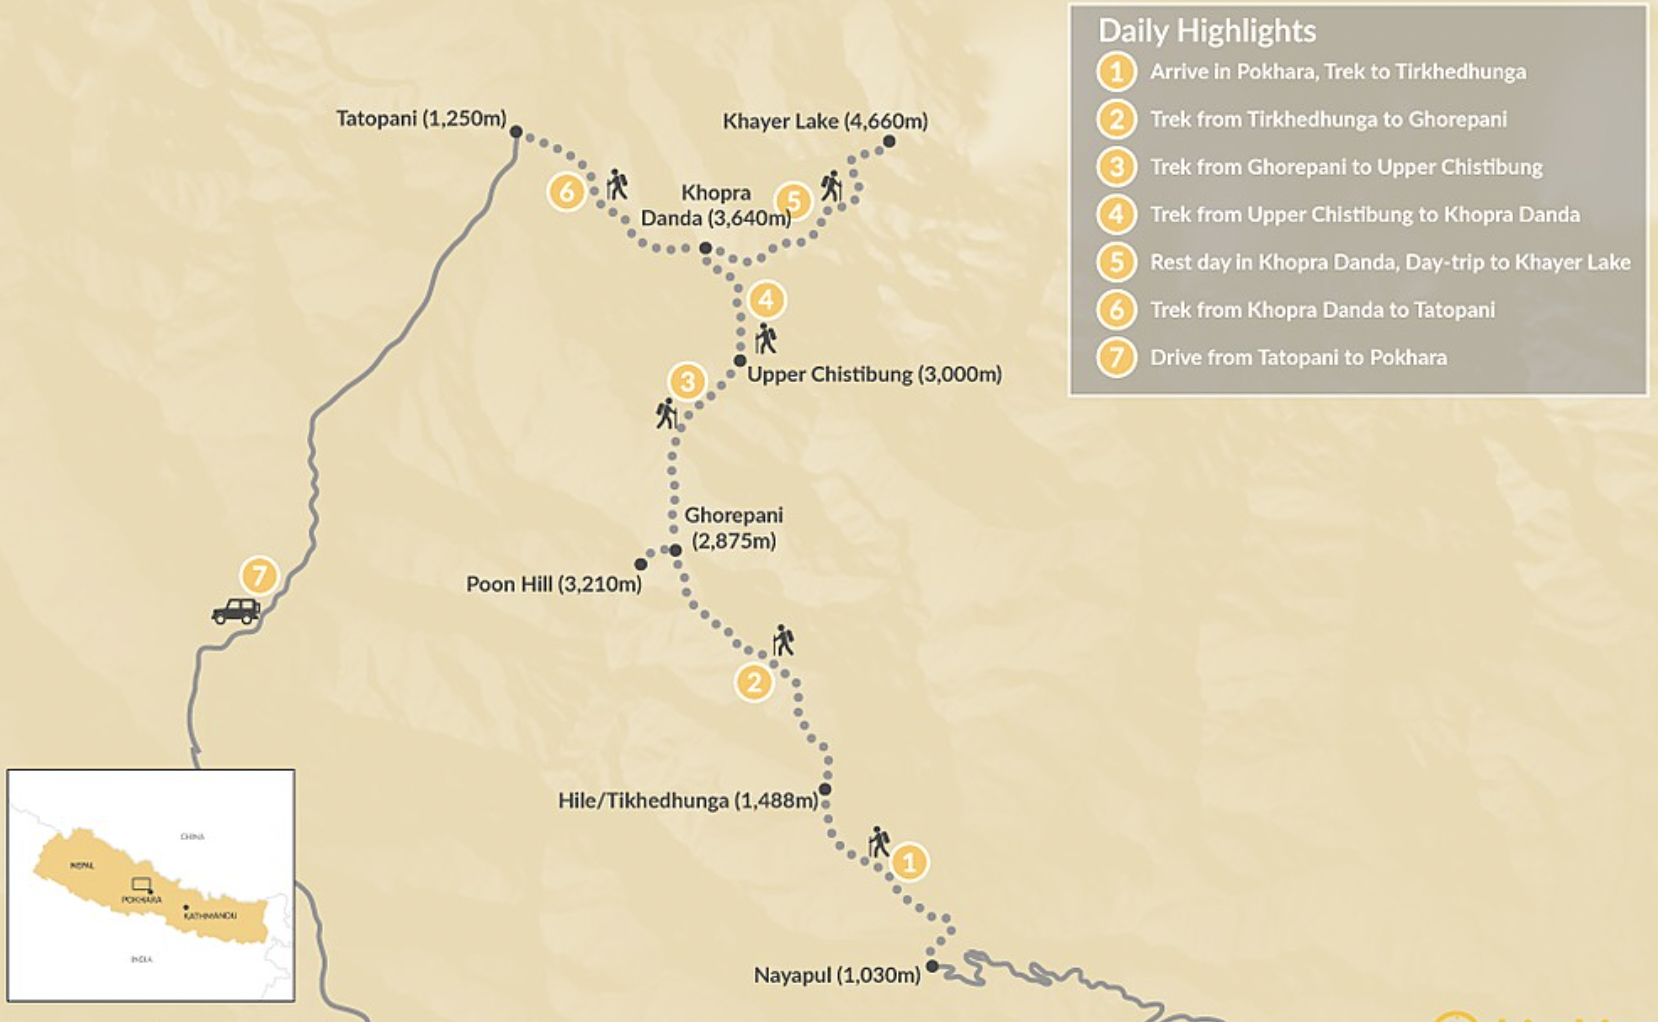 Daily Highlights
1 Arrive in Pokhara, Trek to Tirkhedhunga
2 Trek from Tirkhedhunga to Ghorepani
3 Trek from Ghorepani to Upper Chistibung
4 Trek from Upper Chistibung to Khopra Danda
5 Rest day in Khopra Danda, Day-trip to Khayer Lake
6 Trek from Khopra Danda to Tatopani
7 Drive from Tatopani to Pokhara
Tatopani (1,250m)
Khayer Lake (4,660m)
6
Khopra
Danda (3,640m)
5
4
Upper Chistibung (3,000m)
3
Ghorepani
(2,875m)
Poon Hill (3,210m)
7
2
Hile/Tikhedhunga (1,488m)
1
Nayapul (1,030m)
CHINA
NEPAL
POKHARA
KATHMANDU
INDIA